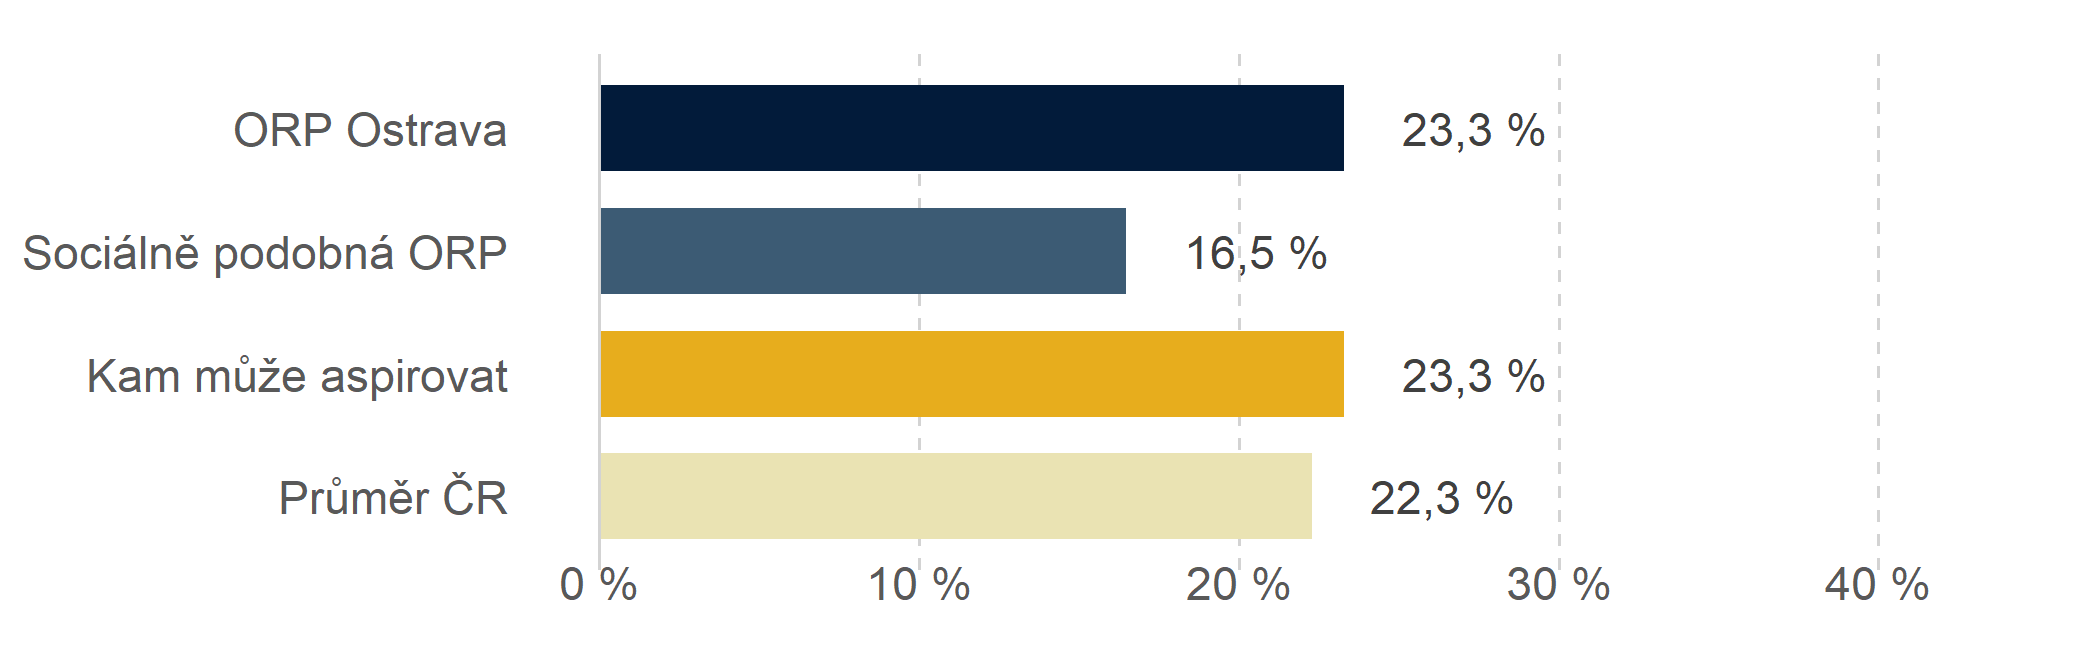 ORP Ostrava
23,3 %
Sociálně podobná ORP
16,5 %
Kam může aspirovat
23,3 %
Průměr ČR
22,3 %
0 %
10 %
20 %
30 %
40 %